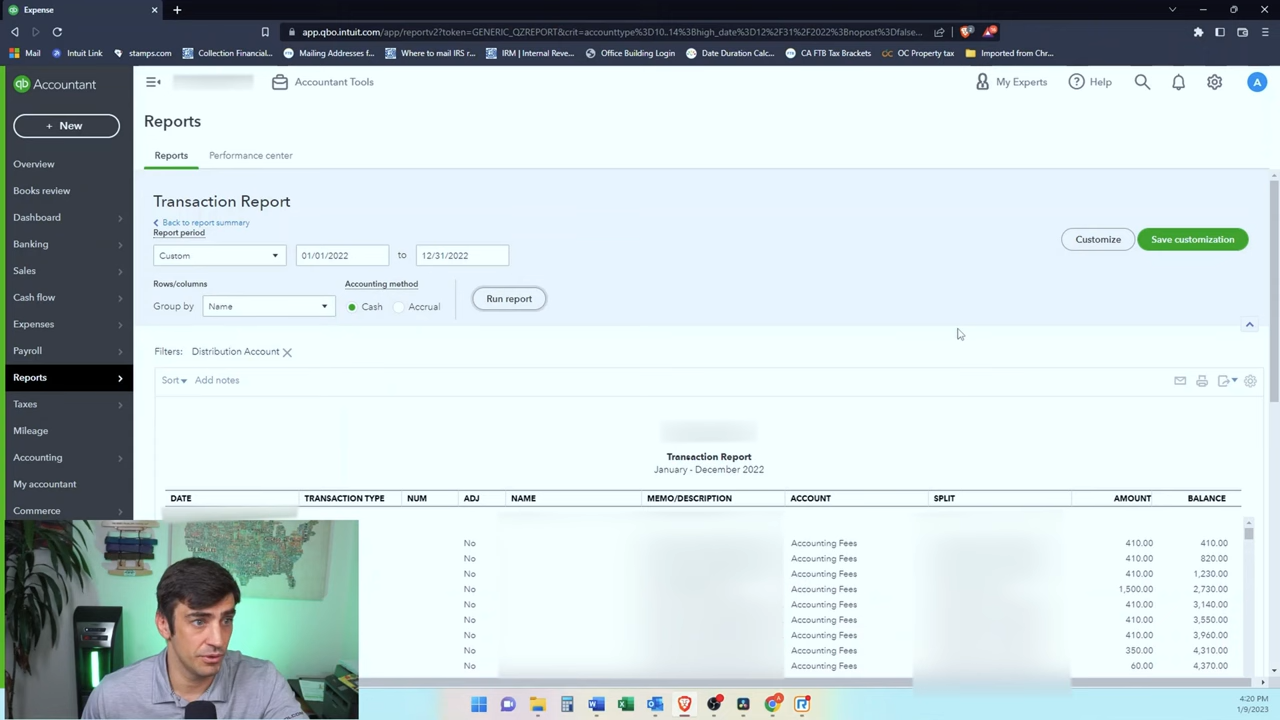 Expense
app.qbo.intuit.com/app/reportv2?token=GENERIC_QZREPORT&crit=accounttype%3D10..14%3Bhigh_date%3D12%2F31%2F2022%3Bnopost%3Dfalse...
Mail
Intuit Link
stamps.com
Collection Financial...
Mailing Addresses f...
Where to mail IRS r...
IRM | Internal Reve...
Office Building Login
Date Duration Calc...
CA FTB Tax Brackets
OC Property tax
Imported from Chr...
qb Accountant
Accountant Tools
My Experts
Help
A
+ New
Overview
Books review
Dashboard
Banking
Sales
Cash flow
Expenses
Payroll
Reports
Taxes
Mileage
Accounting
My accountant
Commerce
Reports
Reports Performance center
Transaction Report
Back to report summary
Report period
Custom 01/01/2022 to 12/31/2022
Customize
Save customization
Rows/columns Accounting method
Group by Name Cash Accrual
Run report
Filters: Distribution Account
Sort Add notes
Transaction Report
January - December 2022
DATE TRANSACTION TYPE NUM ADJ NAME MEMO/DESCRIPTION ACCOUNT SPLIT AMOUNT BALANCE
No Accounting Fees 410.00 410.00
No Accounting Fees 410.00 820.00
No Accounting Fees 410.00 1,230.00
No Accounting Fees 1,500.00 2,730.00
No Accounting Fees 410.00 3,140.00
No Accounting Fees 410.00 3,550.00
No Accounting Fees 410.00 3,960.00
No Accounting Fees 350.00 4,310.00
No Accounting Fees 60.00 4,370.00
4:20 PM
1/9/2023